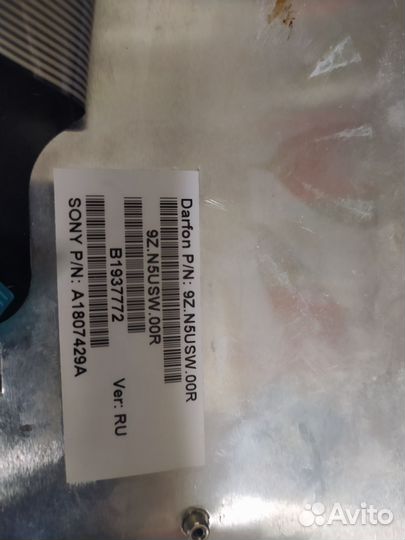 Darfon P/N: 9Z.N5USW.00R
9Z.N5USW.00R
B1937772 Ver: RU
SONY P/N: A1807429A
Avito